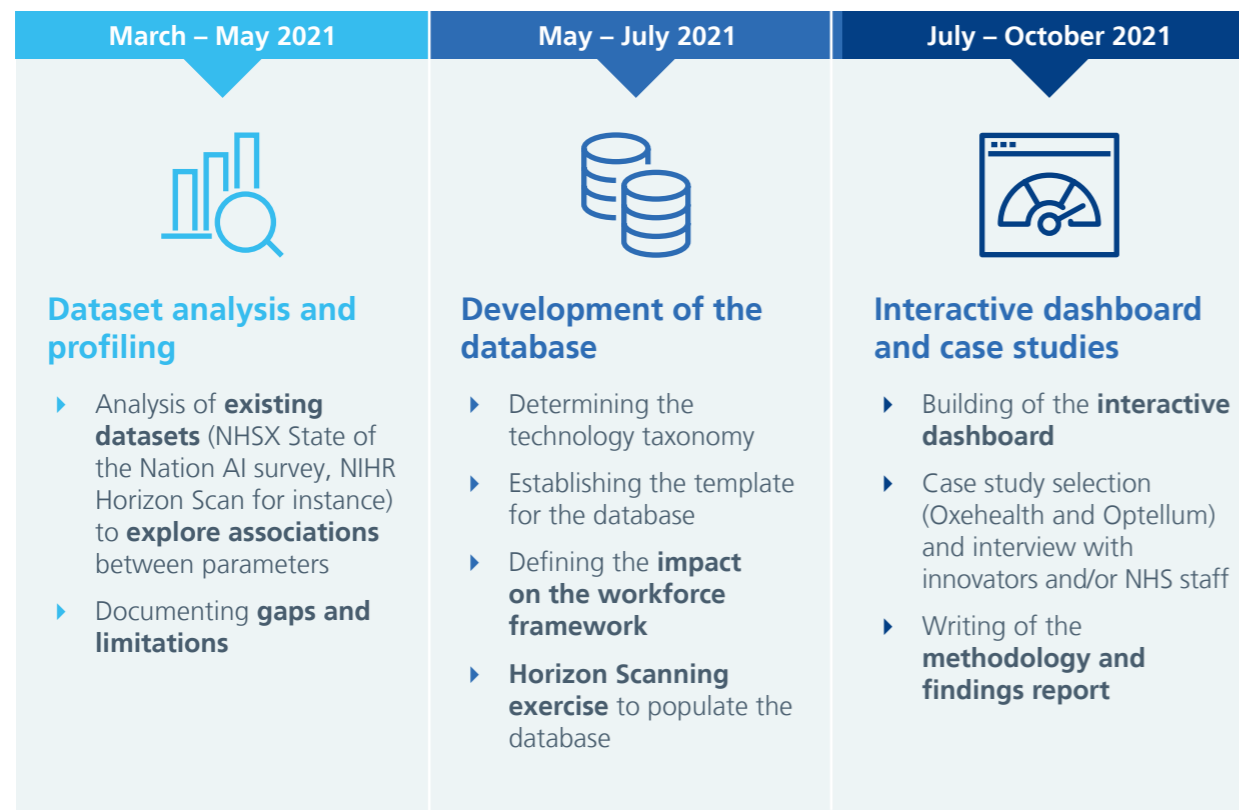 March – May 2021
Dataset analysis and
profiling
Analysis of existing
datasets (NHSX State of
the Nation AI survey, NIHR
Horizon Scan for instance)
to explore associations
between parameters
Documenting gaps and
limitations
May – July 2021
Development of the
database
Determining the
technology taxonomy
Establishing the template
for the database
Defining the impact
on the workforce
framework
Horizon Scanning
exercise to populate the
database
July – October 2021
Interactive dashboard
and case studies
Building of the interactive
dashboard
Case study selection
(Oxehealth and Optellum)
and interview with
innovators and/or NHS staff
Writing of the
methodology and
findings report